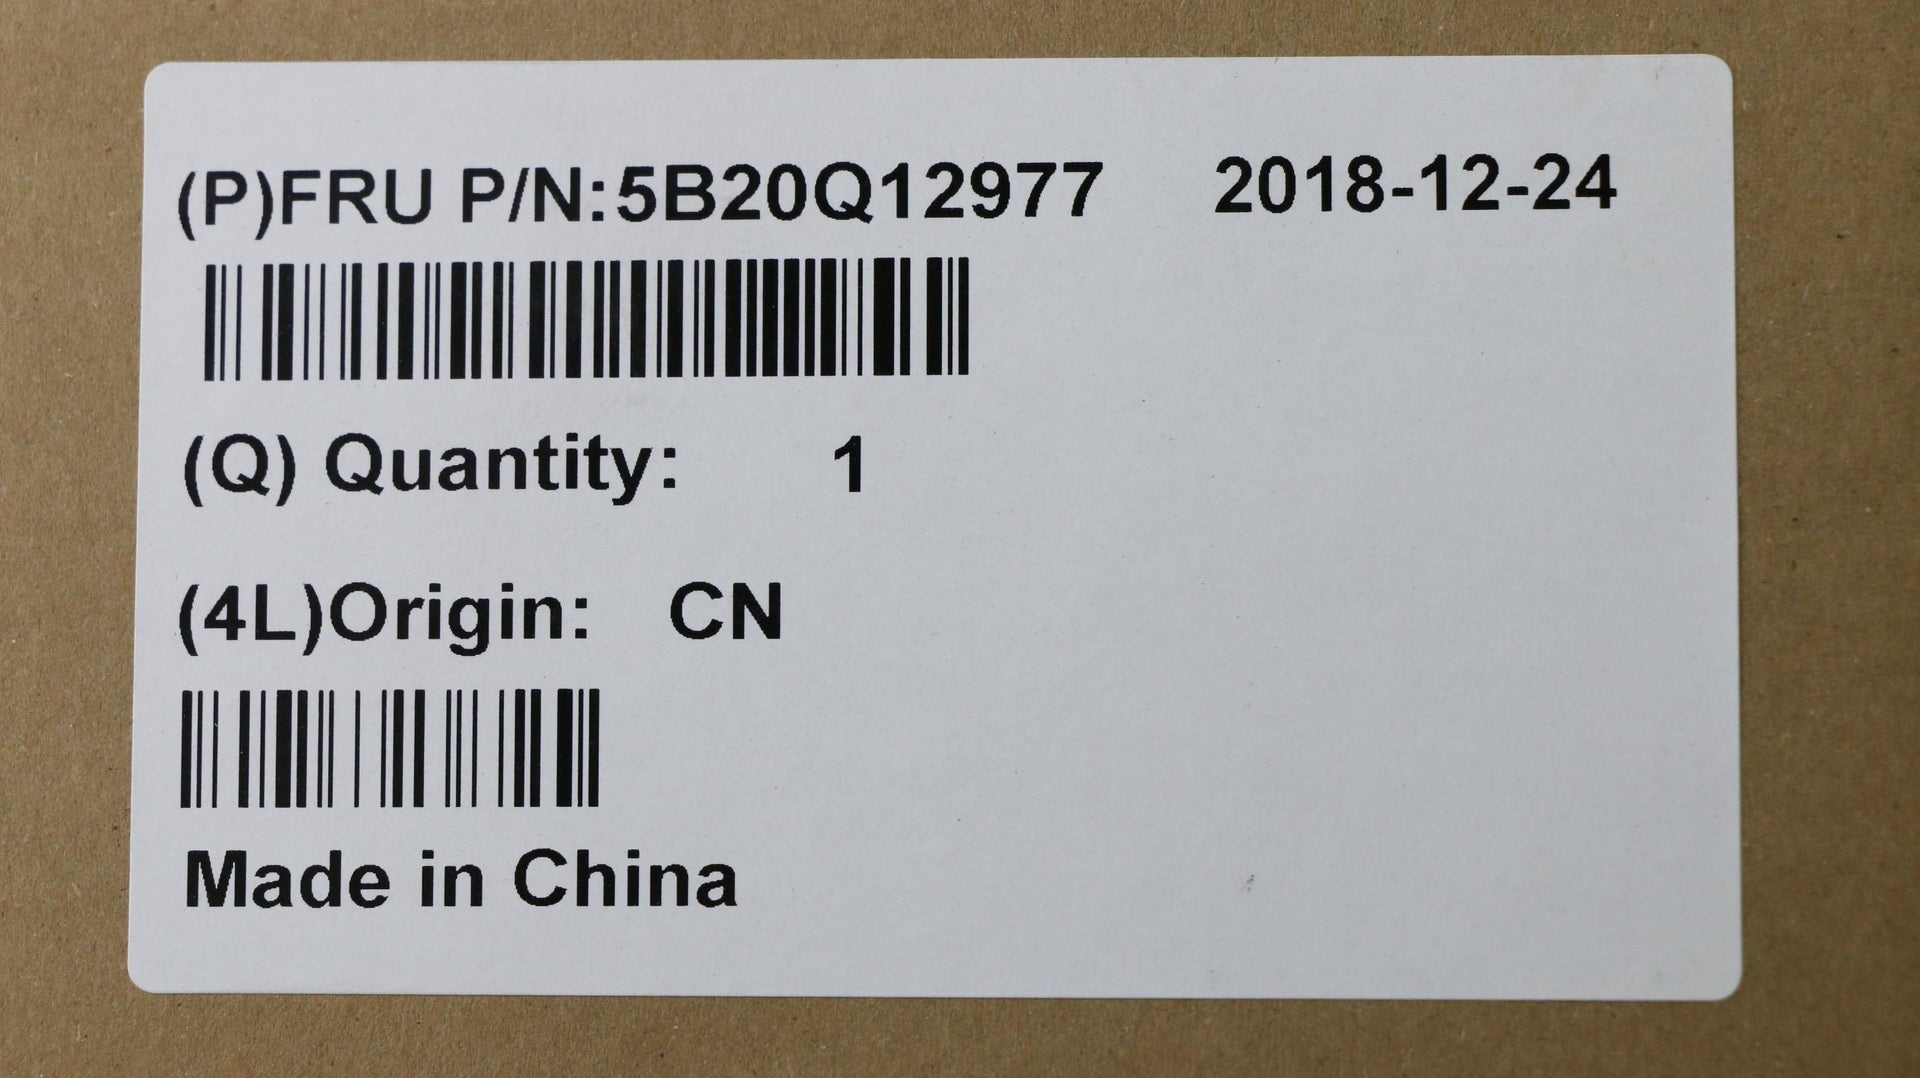 (P)FRU P/N:5B20Q12977 2018-12-24
(Q) Quantity: 1
(4L)Origin: CN
Made in China